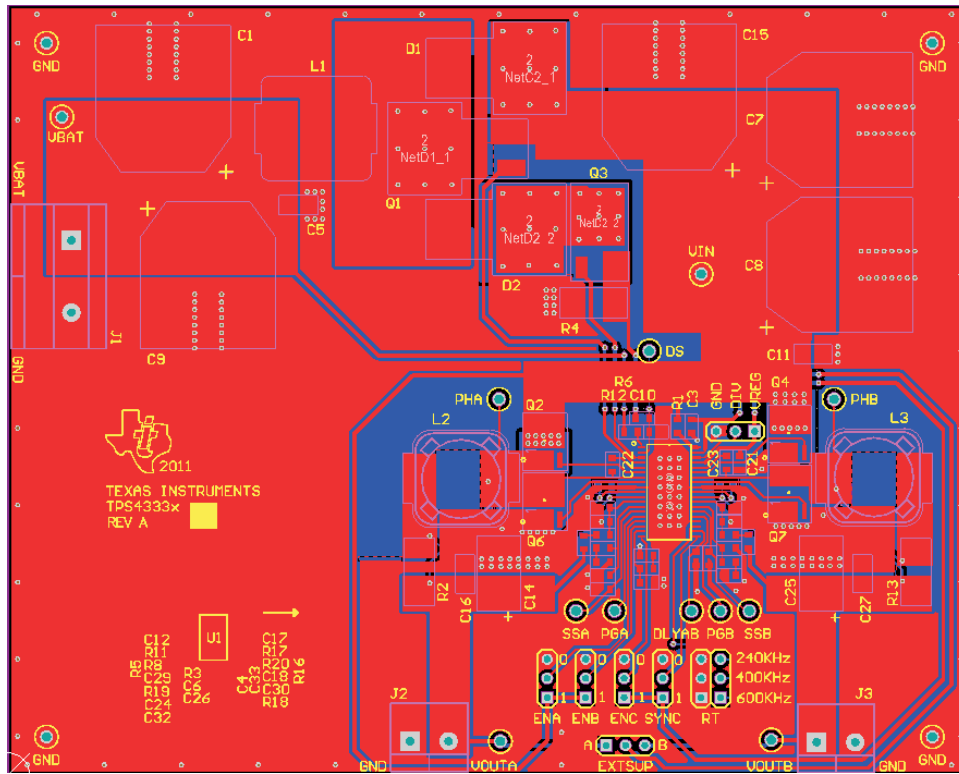 C1
D1
C15
GND
GND
L1
2
NetC2_1
VBAT
C7
2
NetD1_1
Q3
VBAT
Q1
2
NetD2_2
2
NetD2_2
C5
VIN
D2
C8
J1
R4
C9
DS
C11
GND
PHA
R6
R12
C10
R1
C3
GND
DIV
VREG
Q4
PHB
L2
Q2
L3
2011
C22
C23
C21
TEXAS INSTRUMENTS
TPS4333x
REV A
Q6
Q7
R2
C16
C14
C25
C27
R13
SSA
PGA
DLYAB
PGB
SSB
U1
C12
R11
R8
C29
R19
C24
C32
R5
R3
C6
C26
C4
C33
C17
R17
R20
C18
C30
R18
R16
0
0
0
0
240KHz
400KHz
1
1
1
1
600KHz
ENA
ENB
ENC
SYNC
RT
J2
J3
GND
A
B
EXTSUP
GND
VOUTA
VOUTB
GND
GND